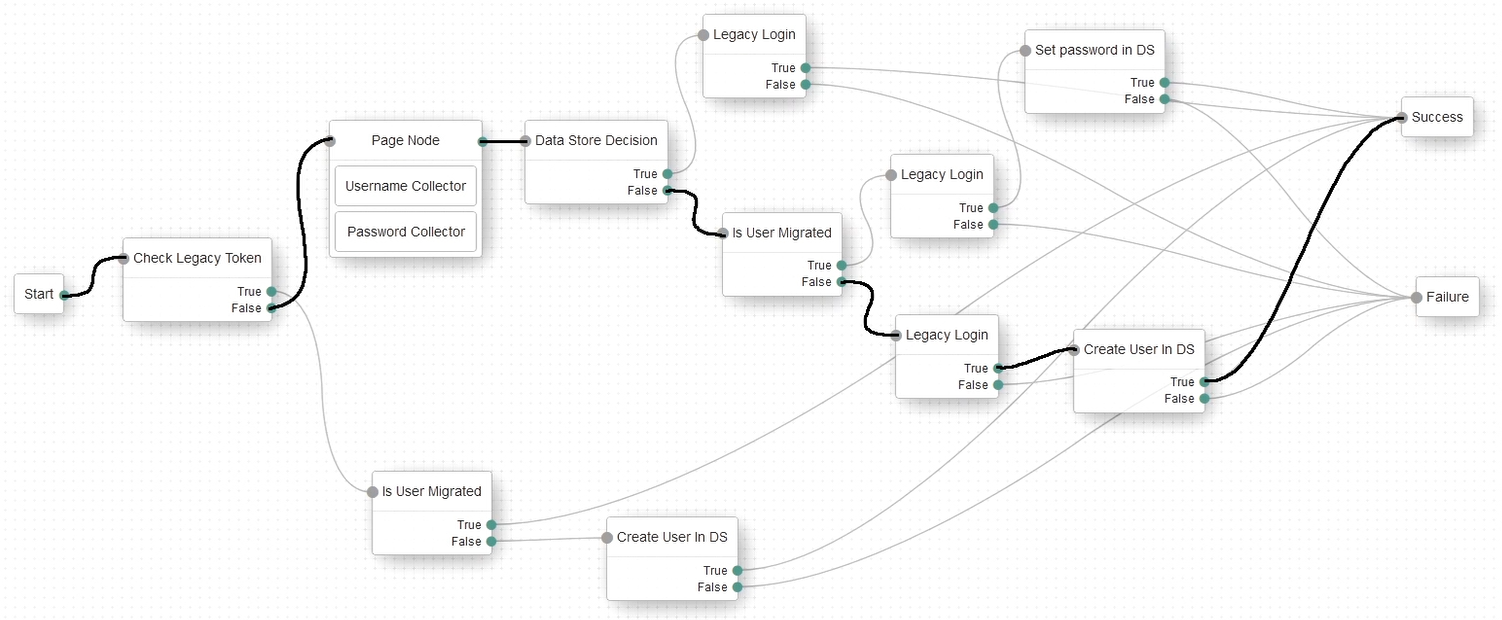 Start
Check Legacy Token
True
False
Page Node
Username Collector
Password Collector
Data Store Decision
True
False
Legacy Login
True
False
Is User Migrated
True
False
Legacy Login
True
False
Set password in DS
True
False
Legacy Login
True
False
Create User In DS
True
False
Is User Migrated
True
False
Create User In DS
True
False
Success
Failure